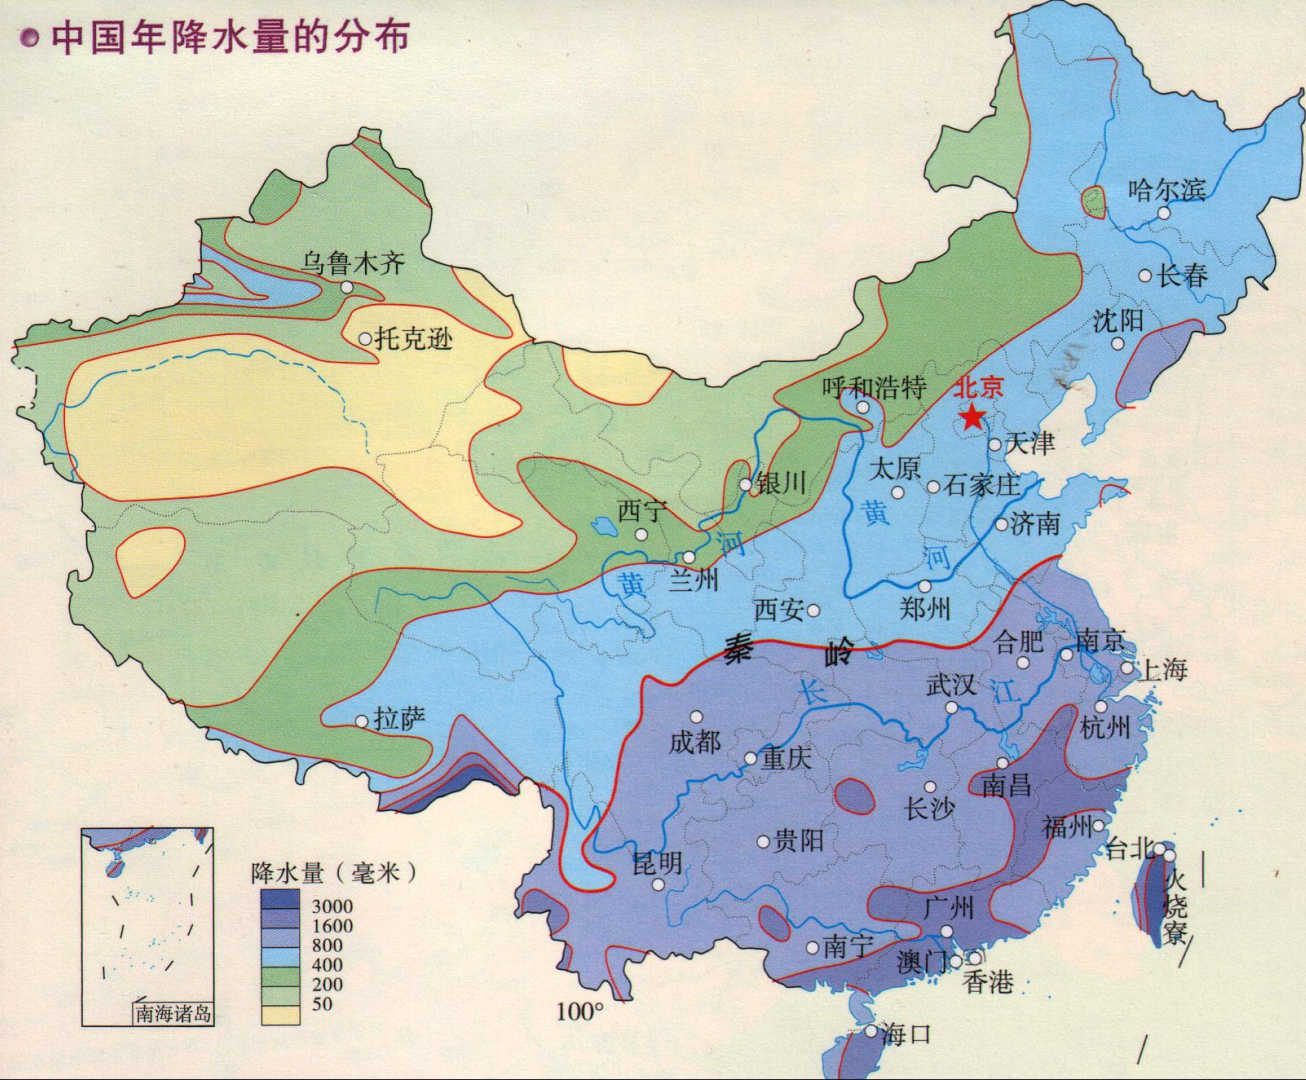 中国年降水量的分布
哈尔滨
长春
沈阳
乌鲁木齐
托克逊
呼和浩特
北京
天津
太原
石家庄
银川
黄
河
西宁
济南
黄
河
兰州
西安
郑州
秦
岭
合肥
南京
上海
武汉
长
江
拉萨
成都
重庆
杭州
南昌
长沙
贵阳
福州
台北
昆明
火烧寮
广州
南宁
澳门
香港
海口
100°
降水量（毫米）
3000
1600
800
400
200
50
南海诸岛